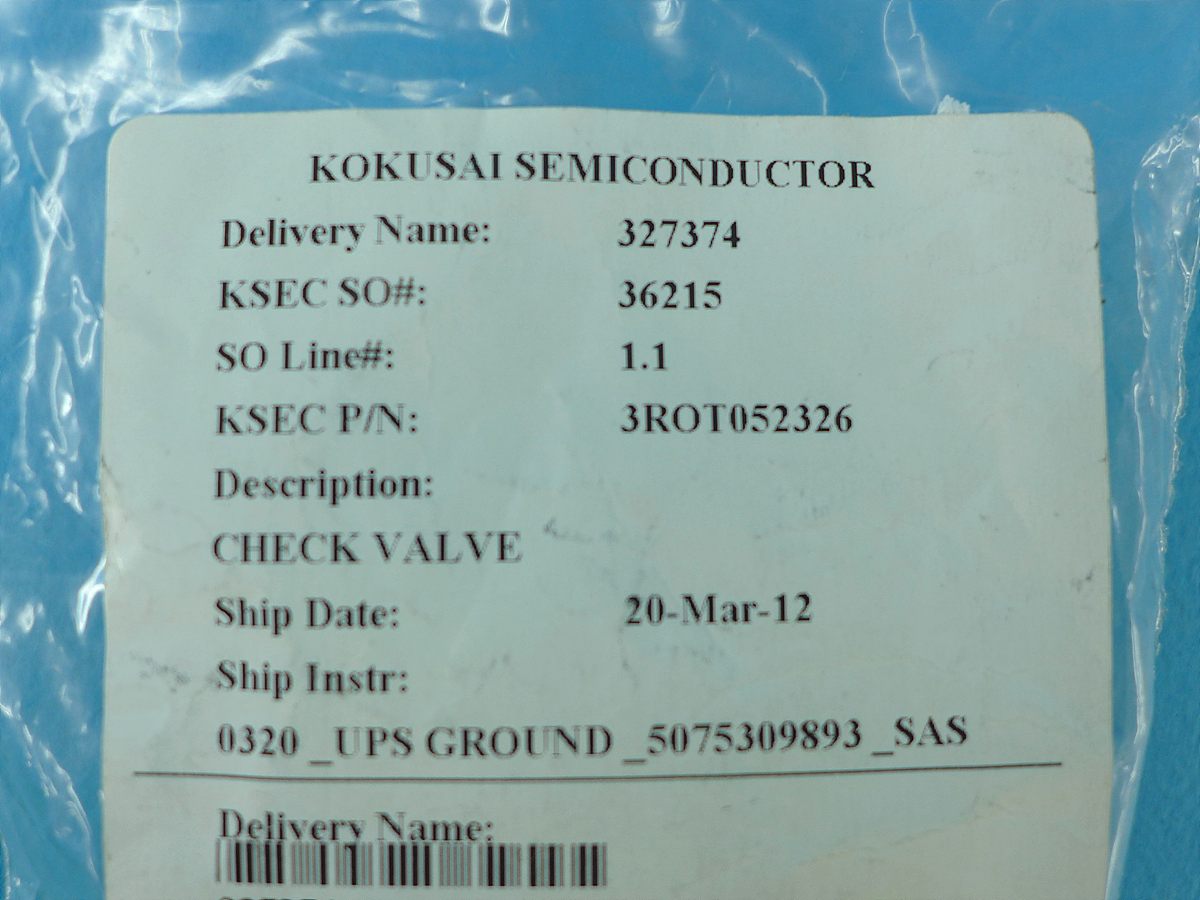 KOKUSAI SEMICONDUCTOR
Delivery Name: 327374
KSEC SO#: 36215
SO Line#: 1.1
KSEC P/N: 3ROT052326
Description:
CHECK VALVE
Ship Date: 20-Mar-12
Ship Instr:
0320 _UPS GROUND _5075309893 _SAS
Delivery Name: